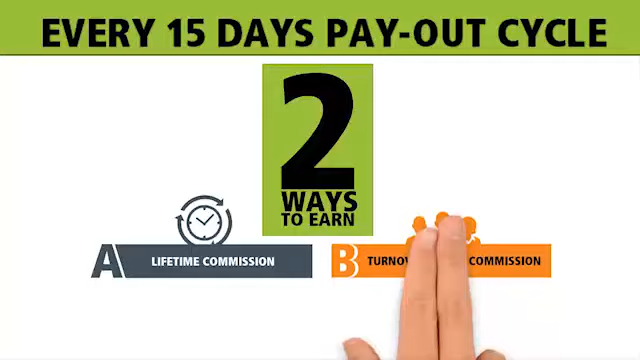 EVERY 15 DAYS PAY-OUT CYCLE
2
WAYS
TO EARN
A LIFETIME COMMISSION
B COMMISSION